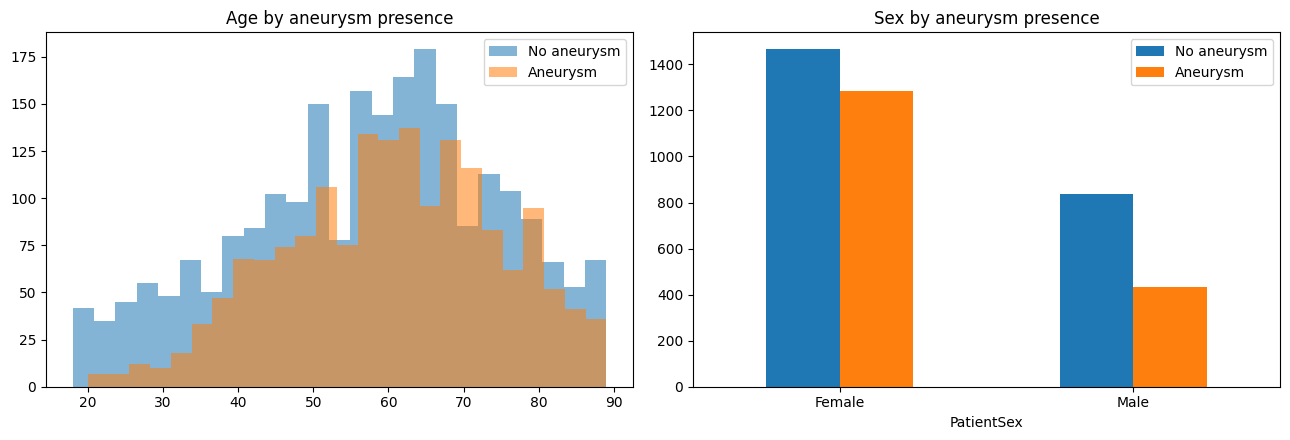 Age by aneurysm presence
No aneurysm
Aneurysm
175
150
125
100
75
50
25
0
20 30 40 50 60 70 80 90
Sex by aneurysm presence
No aneurysm
Aneurysm
1400
1200
1000
800
600
400
200
0
Female Male
PatientSex